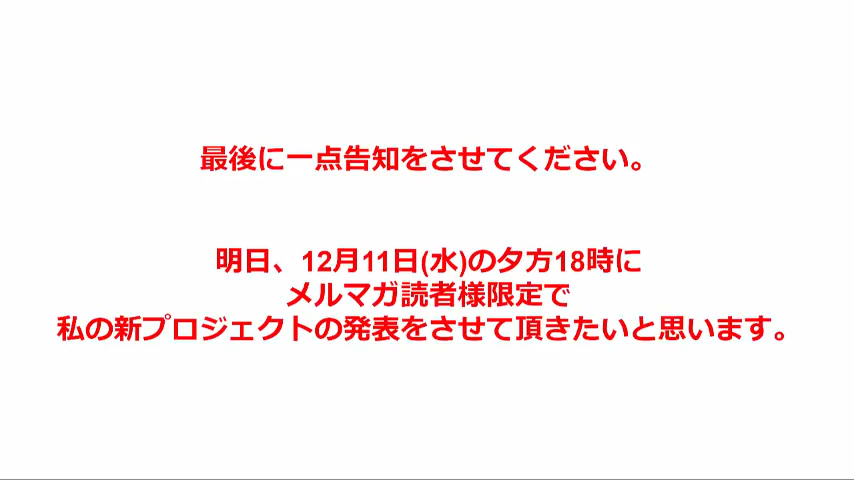 最後に一点告知をさせてください。
明日、12月11日(水)の夕方18時に
メルマガ読者様限定で
私の新プロジェクトの発表をさせて頂きたいと思います。